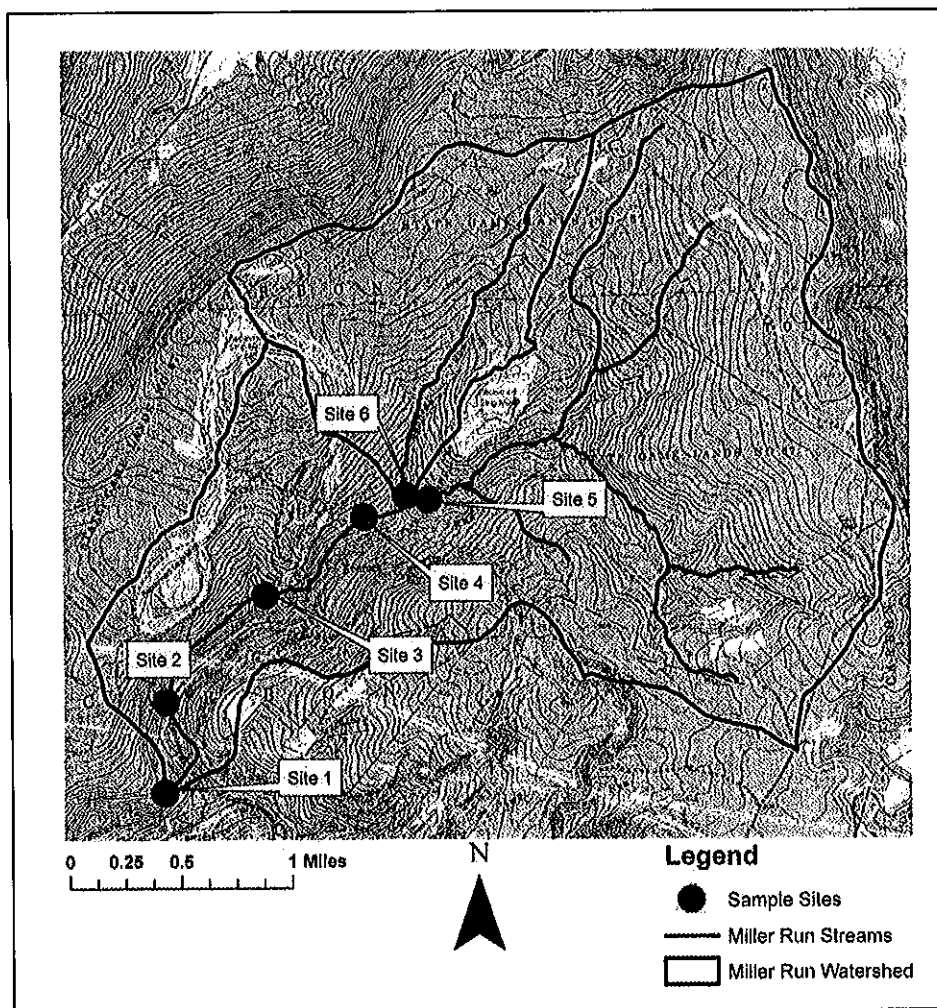 Site 6
Site 5
Site 4
Site 2
Site 3
Site 1
0 0.25 0.5 1 Miles
N
Legend
Sample Sites
Miller Run Streams
Miller Run Watershed